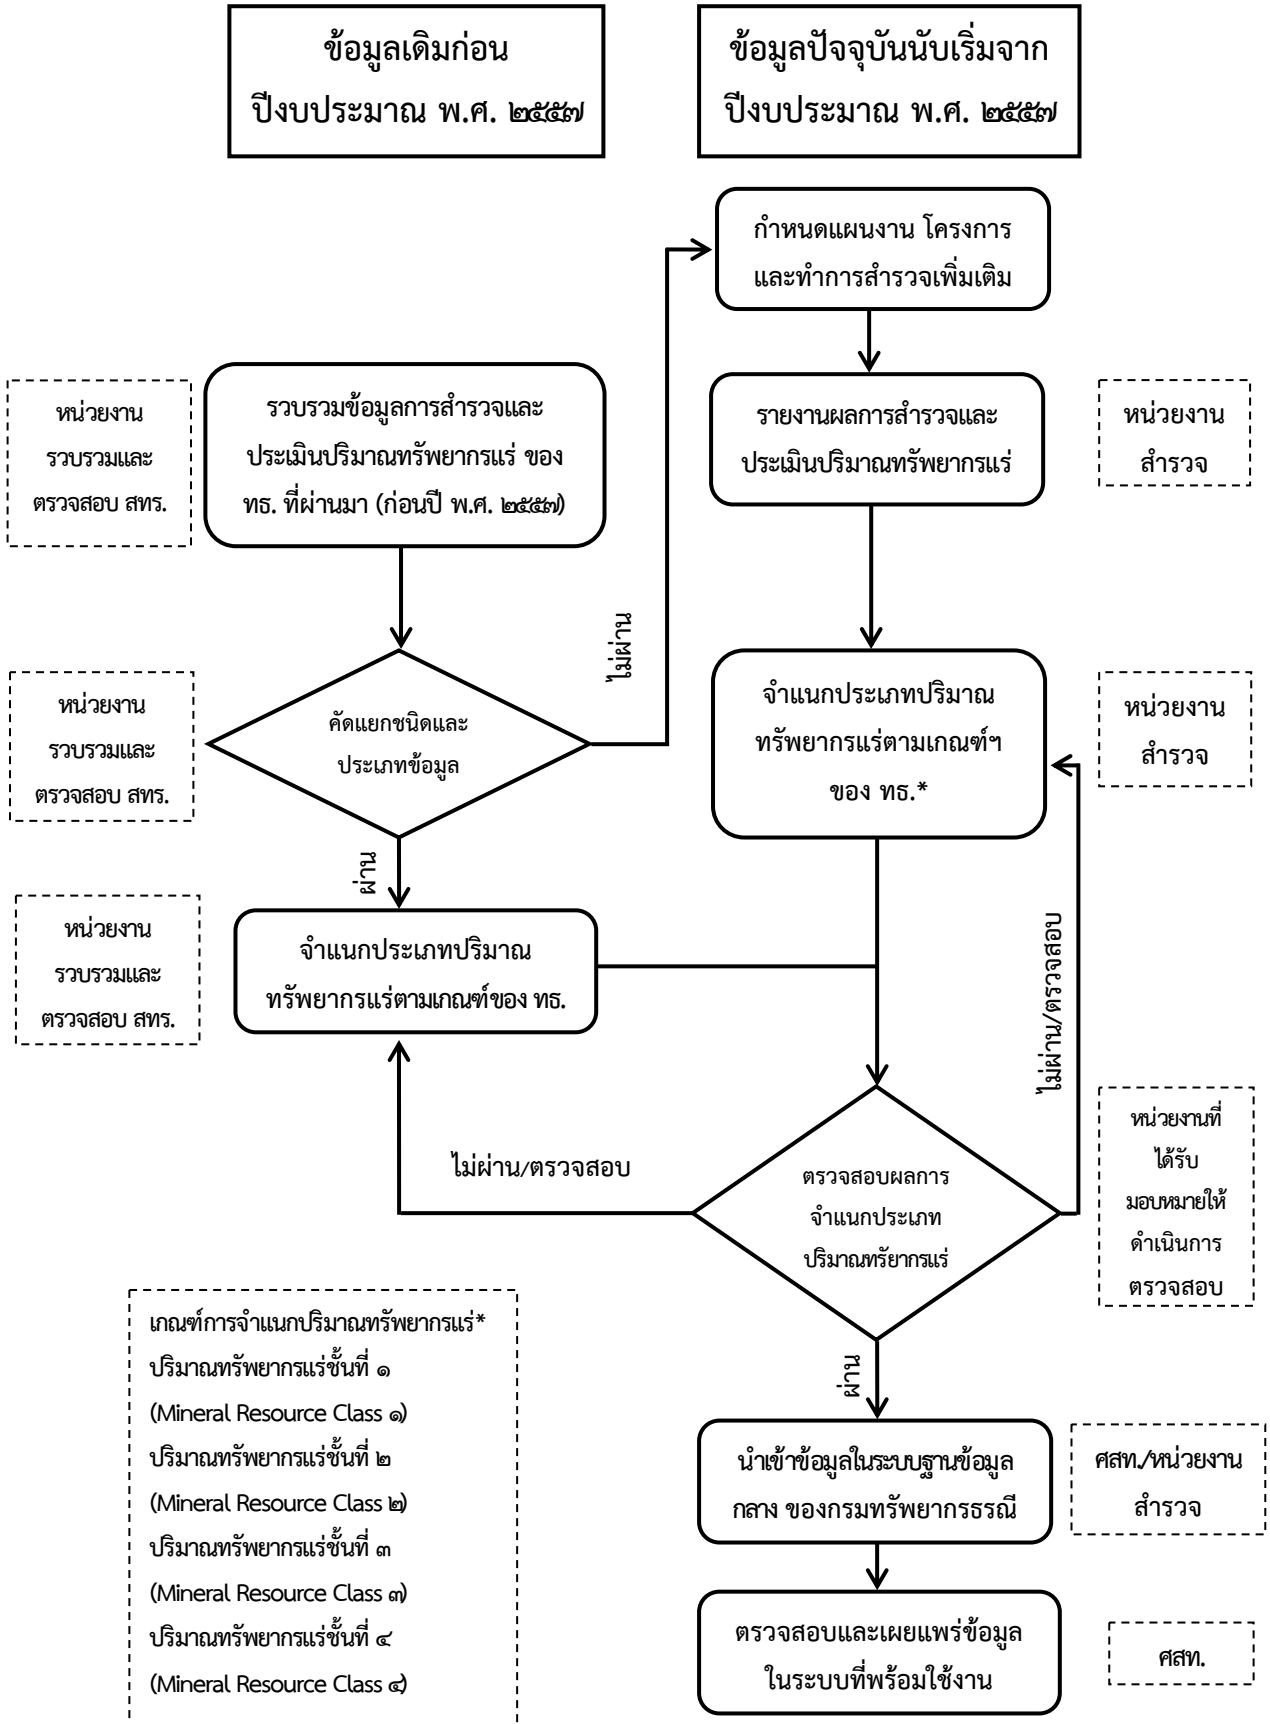 ข้อมูลเดิมก่อน
ปีงบประมาณ พ.ศ. ๒๕๕๗
ข้อมูลปัจจุบันนับเริ่มจาก
ปีงบประมาณ พ.ศ. ๒๕๕๗
กำหนดแผนงาน โครงการ
และทำการสำรวจเพิ่มเติม
หน่วยงาน
รวบรวมและ
ตรวจสอบ สทร.
รวบรวมข้อมูลการสำรวจและ
ประเมินปริมาณทรัพยากรแร่ ของ
ทธ. ที่ผ่านมา (ก่อนปี พ.ศ. ๒๕๕๗)
รายงานผลการสำรวจและ
ประเมินปริมาณทรัพยากรแร่
หน่วยงาน
สำรวจ
ไม่ผ่าน
หน่วยงาน
รวบรวมและ
ตรวจสอบ สทร.
คัดแยกชนิดและ
ประเภทข้อมูล
จำแนกประเภทปริมาณ
ทรัพยากรแร่ตามเกณฑ์ฯ
ของ ทธ.*
หน่วยงาน
สำรวจ
ผ่าน
หน่วยงาน
รวบรวมและ
ตรวจสอบ สทร.
จำแนกประเภทปริมาณ
ทรัพยากรแร่ตามเกณฑ์ของ ทธ.
ไม่ผ่าน/ตรวจสอบ
ไม่ผ่าน/ตรวจสอบ
ตรวจสอบผลการ
จำแนกประเภท
ปริมาณทรัยากรแร่
หน่วยงานที่
ได้รับ
มอบหมายให้
ดำเนินการ
ตรวจสอบ
เกณฑ์การจำแนกปริมาณทรัพยากรแร่*
ปริมาณทรัพยากรแร่ชั้นที่ ๑
(Mineral Resource Class ๑)
ปริมาณทรัพยากรแร่ชั้นที่ ๒
(Mineral Resource Class ๒)
ปริมาณทรัพยากรแร่ชั้นที่ ๓
(Mineral Resource Class ๓)
ปริมาณทรัพยากรแร่ชั้นที่ ๔
(Mineral Resource Class ๔)
ผ่าน
นำเข้าข้อมูลในระบบฐานข้อมูล
กลาง ของกรมทรัพยากรธรณี
ศสท./หน่วยงาน
สำรวจ
ตรวจสอบและเผยแพร่ข้อมูล
ในระบบที่พร้อมใช้งาน
ศสท.